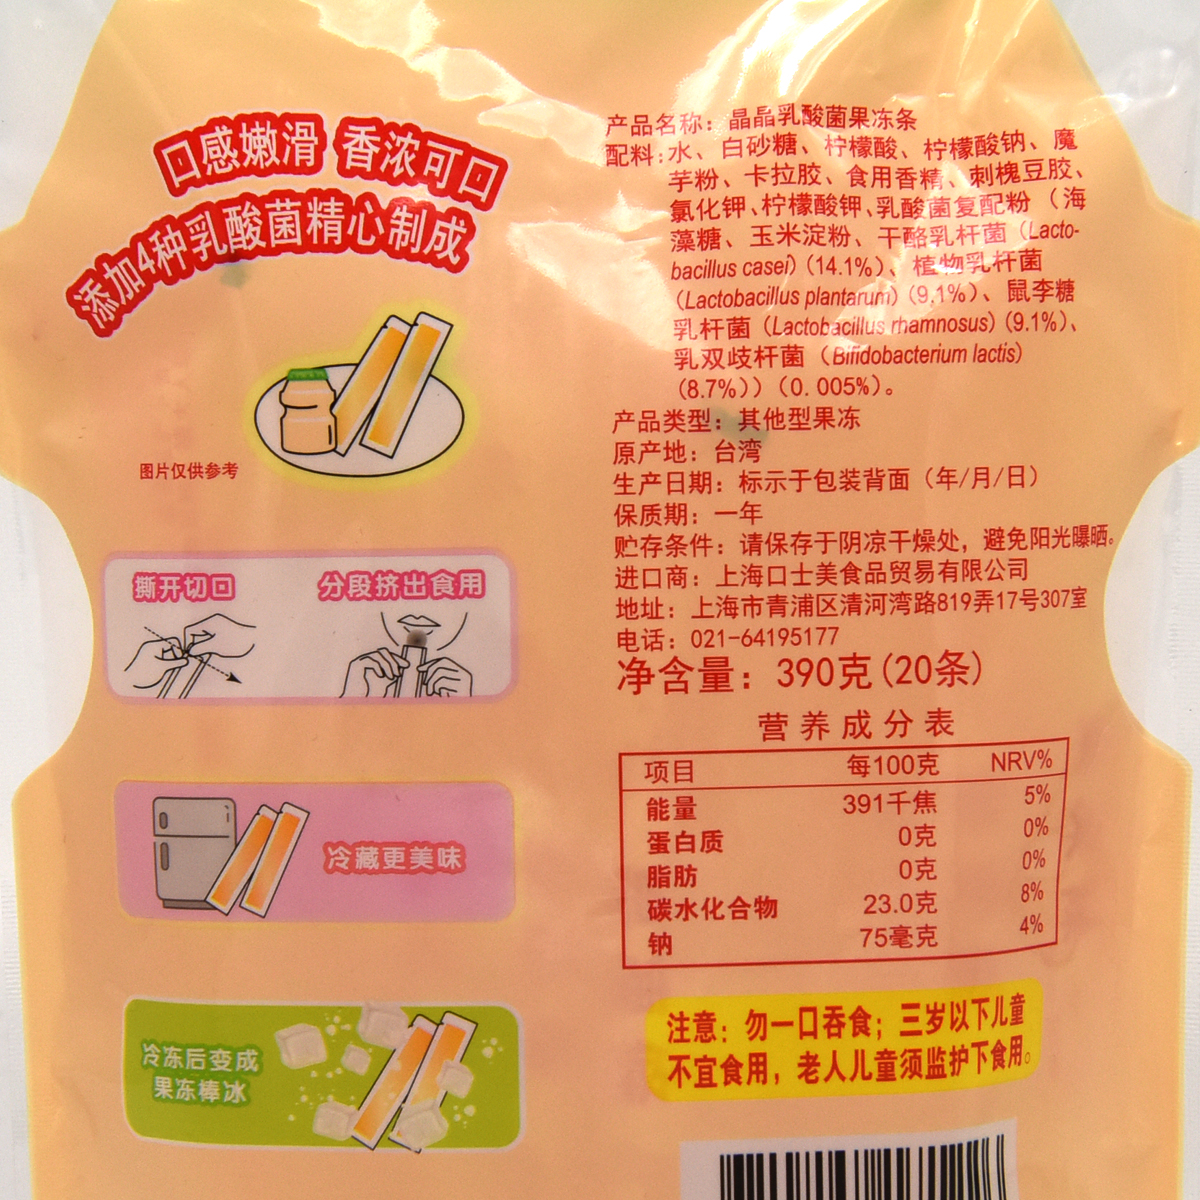 口感嫩滑 香浓可口
添加4种乳酸菌精心制成
图片仅供参考
撕开切口
分段挤出食用
冷藏更美味
冷冻后变成
果冻棒冰
产品名称：晶晶乳酸菌果冻条
配料：水、白砂糖、柠檬酸、柠檬酸钠、魔
芋粉、卡拉胶、食用香精、刺槐豆胶、
氯化钾、柠檬酸钾、乳酸菌复配粉（海
藻糖、玉米淀粉、干酪乳杆菌（Lacto-
bacillus casei）（14.1%）、植物乳杆菌
（Lactobacillus plantarum）（9.1%）、鼠李糖
乳杆菌（Lactobacillus rhamnosus）（9.1%）、
乳双歧杆菌（Bifidobacterium lactis）
（8.7%））（0.005%）。
产品类型：其他型果冻
原产地：台湾
生产日期：标示于包装背面（年/月/日）
保质期：一年
贮存条件：请保存于阴凉干燥处，避免阳光曝晒。
进口商：上海口士美食品贸易有限公司
地址：上海市青浦区清河湾路819弄17号307室
电话：021-64195177
净含量：390克(20条)
营养成分表
项目 每100克 NRV%
能量 391千焦 5%
蛋白质 0克 0%
脂肪 0克 0%
碳水化合物 23.0克 8%
钠 75毫克 4%
注意：勿一口吞食；三岁以下儿童
不宜食用，老人儿童须监护下食用。